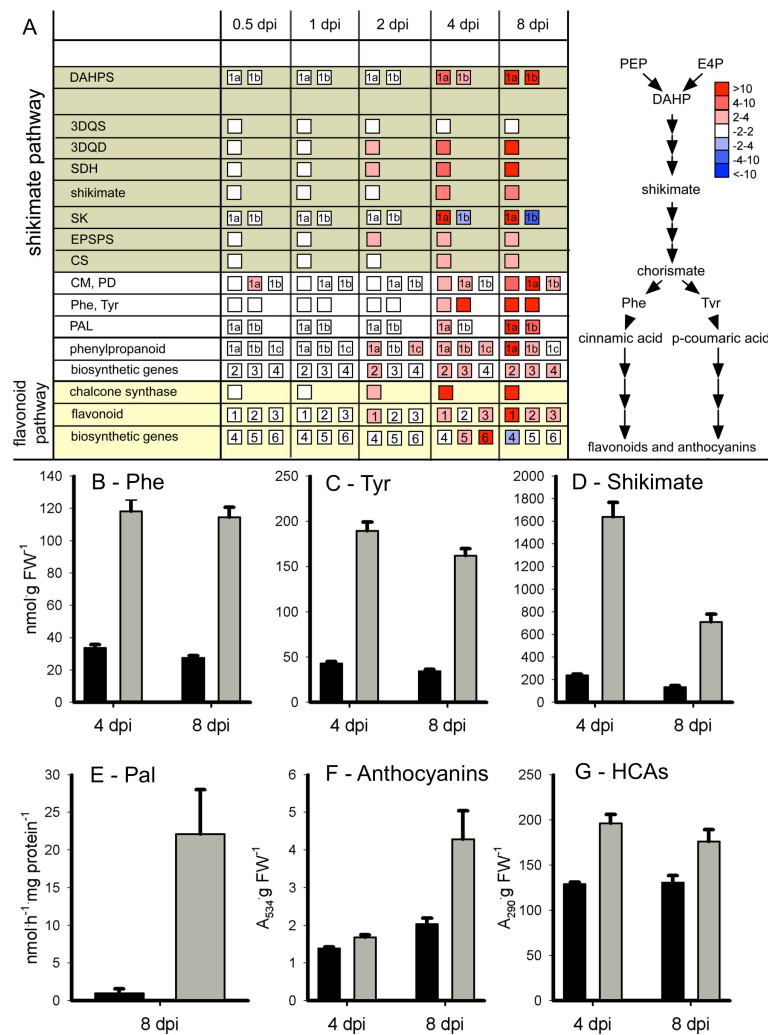 A
0.5 dpi 1 dpi 2 dpi 4 dpi 8 dpi
shikimate pathway
DAHPS 1a 1b 1a 1b 1a 1b 1a 1b 1a 1b
3DQS
3DQD
SDH
shikimate
SK 1a 1b 1a 1b 1a 1b 1a 1b 1a 1b
EPSPS
CS
CM, PD 1a 1b 1a 1b 1a 1b 1a 1b 1a 1b
Phe, Tyr
PAL 1a 1b 1a 1b 1a 1b 1a 1b 1a 1b
phenylpropanoid 1a 1b 1c 1a 1b 1c 1a 1b 1c 1a 1b 1c 1a 1b 1c
biosynthetic genes 2 3 4 2 3 4 2 3 4 2 3 4 2 3 4
flavonoid
pathway
chalcone synthase
flavonoid 1 2 3 1 2 3 1 2 3 1 2 3 1 2 3
biosynthetic genes 4 5 6 4 5 6 4 5 6 4 5 6 4 5 6
PEP E4P
DAHP
shikimate
chorismate
Phe Tyr
cinnamic acid p-coumaric acid
flavonoids and anthocyanins
>10
4-10
2-4
-2-2
-2-4
-4-10
<-10
B - Phe
nmol·g FW-1
140
120
100
80
60
40
20
0
4 dpi 8 dpi
C - Tyr
250
200
150
100
50
0
4 dpi 8 dpi
D - Shikimate
2000
1800
1600
1400
1200
1000
800
600
400
200
0
4 dpi 8 dpi
E - Pal
nmol·h-1·mg protein-1
30
25
20
15
10
5
0
8 dpi
F - Anthocyanins
A534·g FW-1
6
5
4
3
2
1
0
4 dpi 8 dpi
G - HCAs
A290·g FW-1
250
200
150
100
50
0
4 dpi 8 dpi